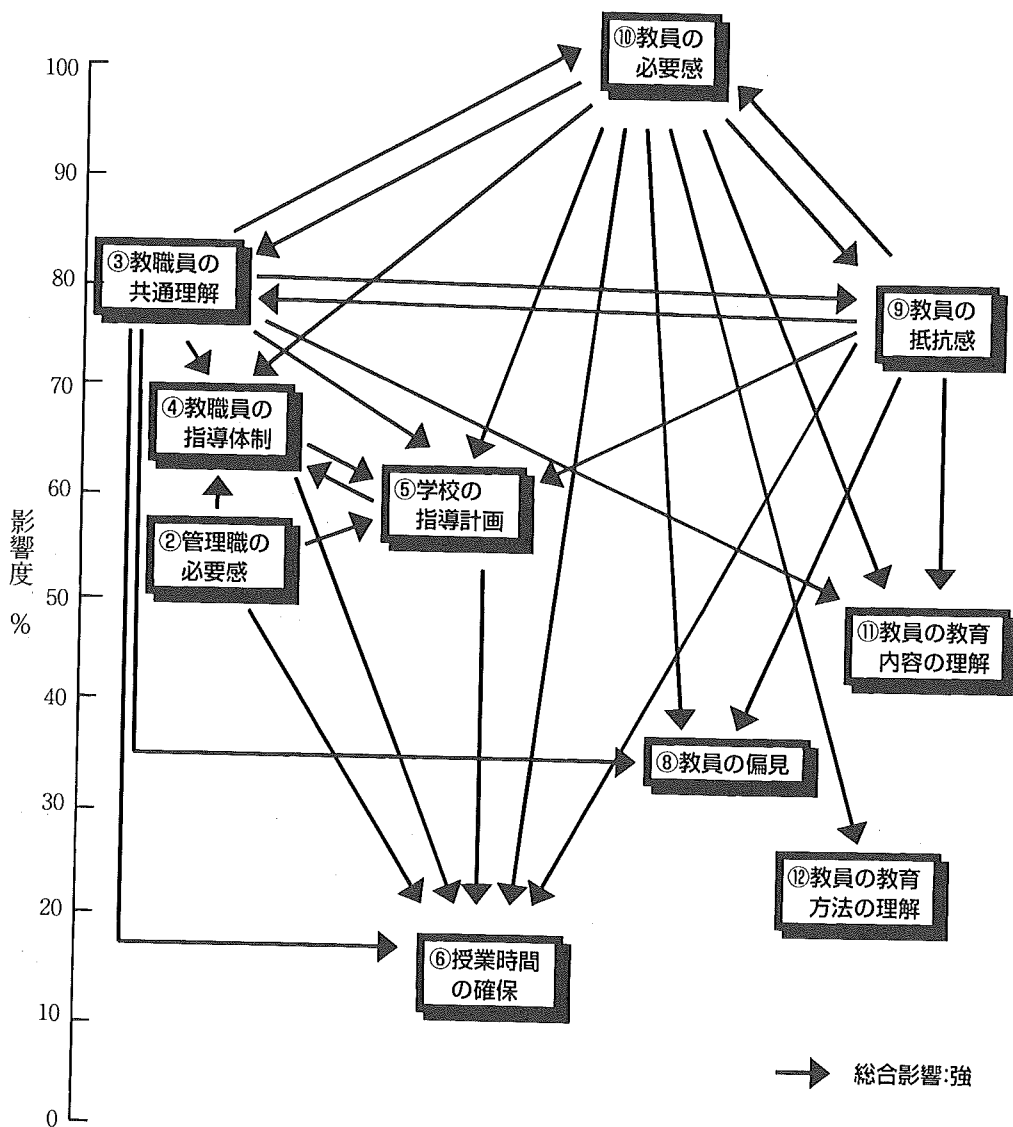 ⑩教員の
必要感
100
90
③教職員の
共通理解
80
⑨教員の
抵抗感
70
④教職員の
指導体制
60
⑤学校の
指導計画
②管理職の
必要感
影響度 %
50
⑪教員の教育
内容の理解
40
⑧教員の偏見
30
⑫教員の教育
方法の理解
20
⑥授業時間
の確保
10
総合影響:強
0